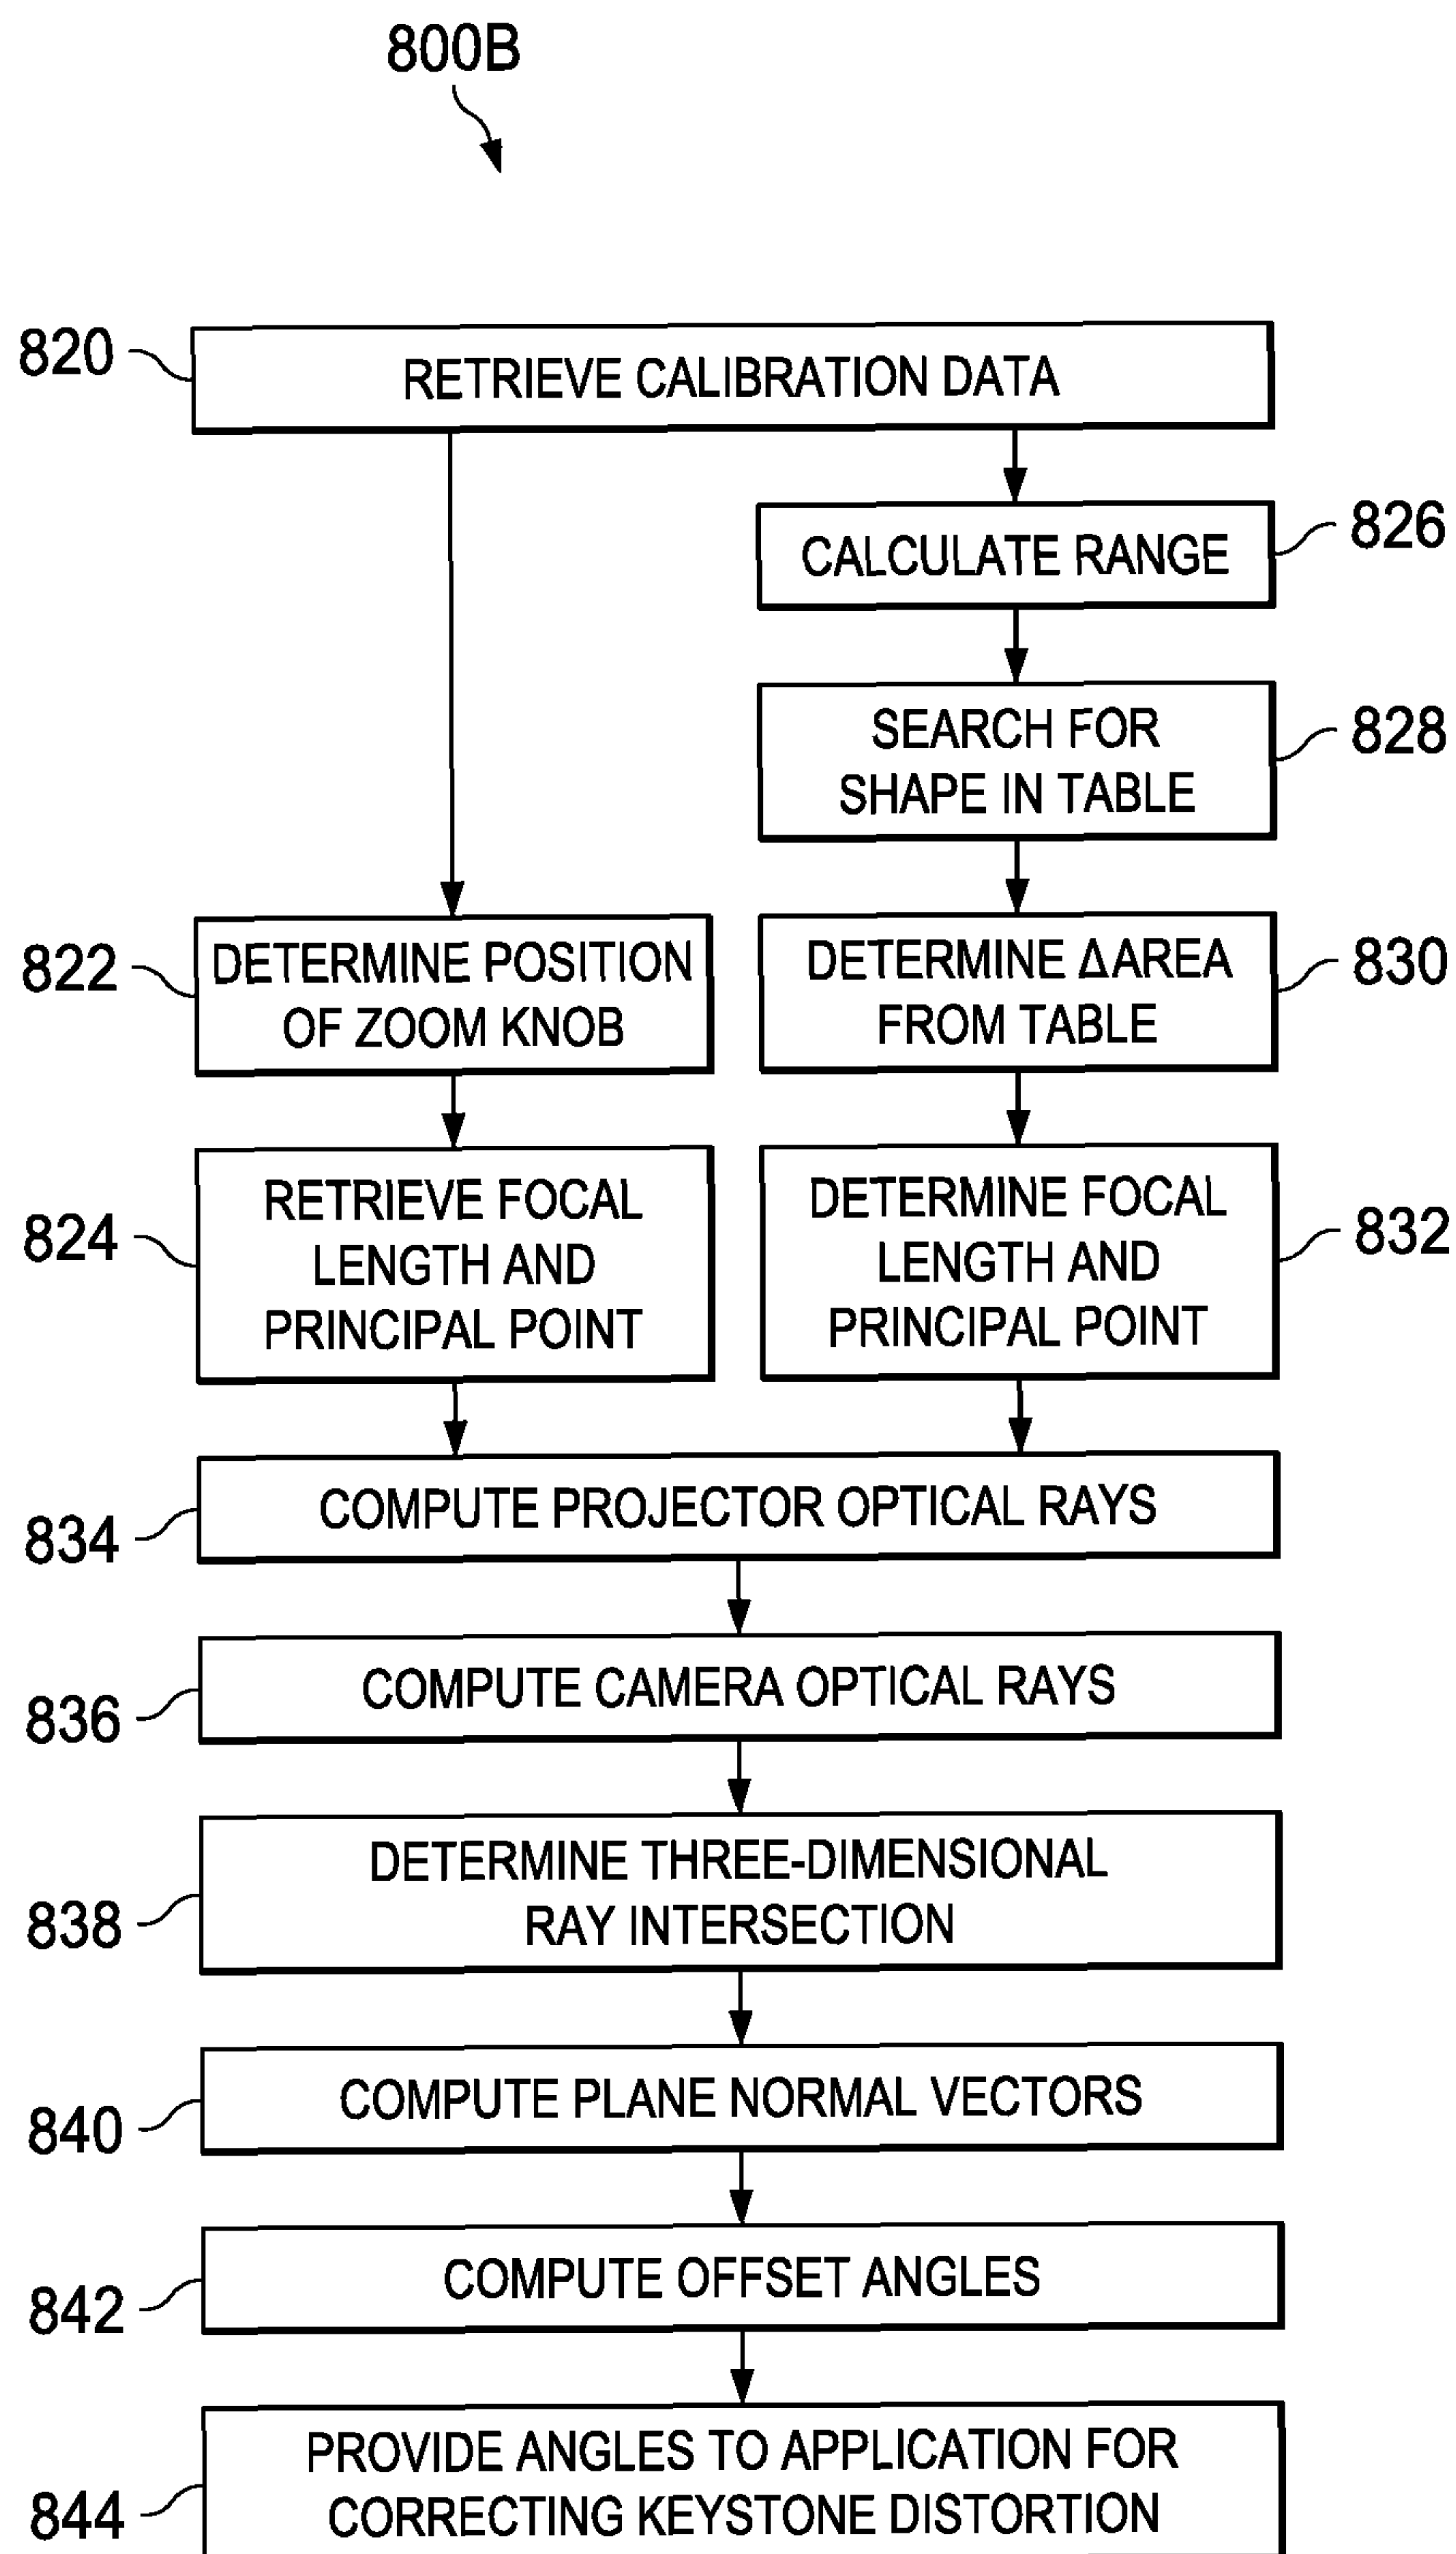 800B
820
RETRIEVE CALIBRATION DATA
826
CALCULATE RANGE
828
SEARCH FOR
SHAPE IN TABLE
822
DETERMINE POSITION
OF ZOOM KNOB
830
DETERMINE ΔAREA
FROM TABLE
824
RETRIEVE FOCAL
LENGTH AND
PRINCIPAL POINT
832
DETERMINE FOCAL
LENGTH AND
PRINCIPAL POINT
834
COMPUTE PROJECTOR OPTICAL RAYS
836
COMPUTE CAMERA OPTICAL RAYS
838
DETERMINE THREE-DIMENSIONAL
RAY INTERSECTION
840
COMPUTE PLANE NORMAL VECTORS
842
COMPUTE OFFSET ANGLES
844
PROVIDE ANGLES TO APPLICATION FOR
CORRECTING KEYSTONE DISTORTION